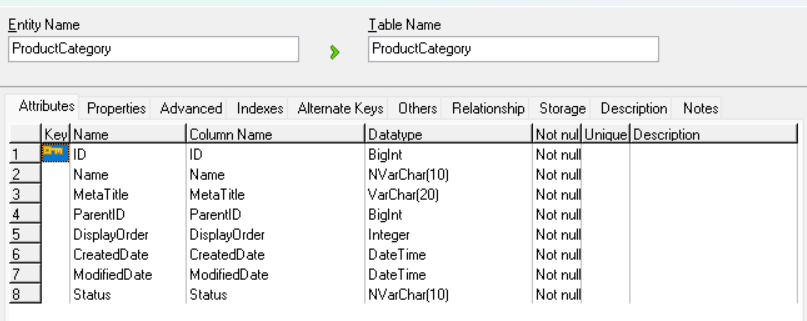 Entity Name Table Name
ProductCategory ProductCategory
Attributes Properties Advanced Indexes Alternate Keys Others Relationship Storage Description Notes
Key Name Column Name Datatype Not nul Unique Description
1 ID ID BigInt Not null
2 Name Name NVarChar(10) Not null
3 MetaTitle MetaTitle VarChar(20) Not null
4 ParentID ParentID BigInt Not null
5 DisplayOrder DisplayOrder Integer Not null
6 CreatedDate CreatedDate DateTime Not null
7 ModifiedDate ModifiedDate DateTime Not null
8 Status Status NVarChar(10) Not null